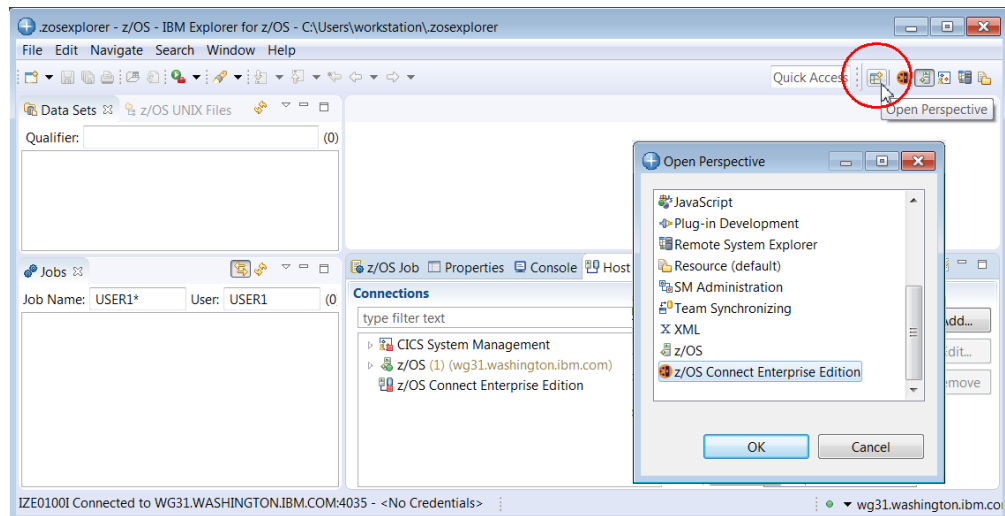 .zosexplorer - z/OS - IBM Explorer for z/OS - C:\Users\workstation\.zosexplorer
File Edit Navigate Search Window Help
Quick Access
Open Perspective
Data Sets z/OS UNIX Files
Qualifier: (0)
Open Perspective
JavaScript
Plug-in Development
Remote System Explorer
Resource (default)
SM Administration
Team Synchronizing
XML
z/OS
z/OS Connect Enterprise Edition
OK Cancel
Jobs
Job Name: USER1* User: USER1 (0
z/OS Job Properties Console Host
Connections
type filter text
CICS System Management
z/OS (1) (wg31.washington.ibm.com)
z/OS Connect Enterprise Edition
IZE0100I Connected to WG31.WASHINGTON.IBM.COM:4035 - <No Credentials>
wg31.washington.ibm.co